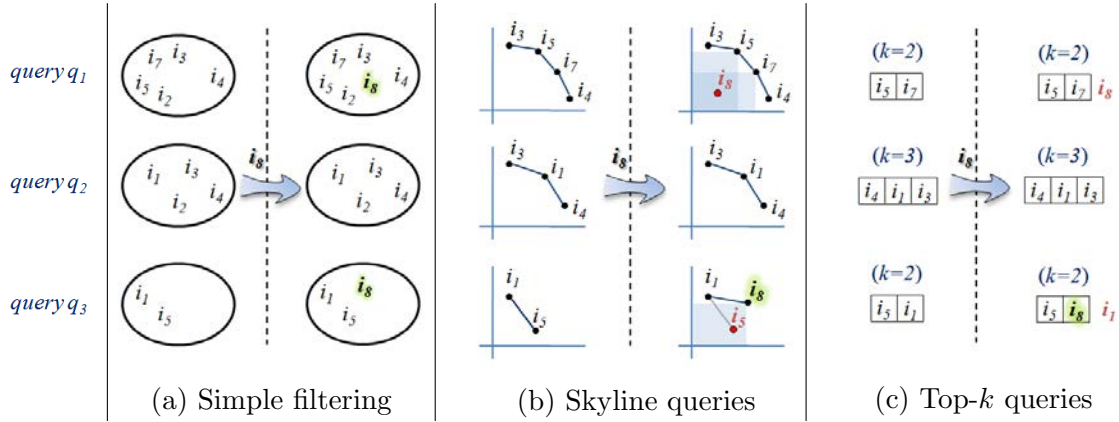 query q1
i7 i3 i4 i5 i2
i7 i3 i4 i5 i2 i8
i3 i5 i7 i4
i3 i5 i7 i4 i8
(k=2)
i5 i7
(k=2)
i5 i7 i8
query q2
i1 i3 i4 i2
i8
i1 i3 i4 i2
i3 i1 i4
i8
i3 i1 i4
(k=3)
i4 i1 i3
i8
(k=3)
i4 i1 i3
query q3
i1 i5
i1 i8 i5
i1 i5
i1 i8 i5
(k=2)
i5 i1
(k=2)
i5 i8 i1
(a) Simple filtering
(b) Skyline queries
(c) Top-k queries